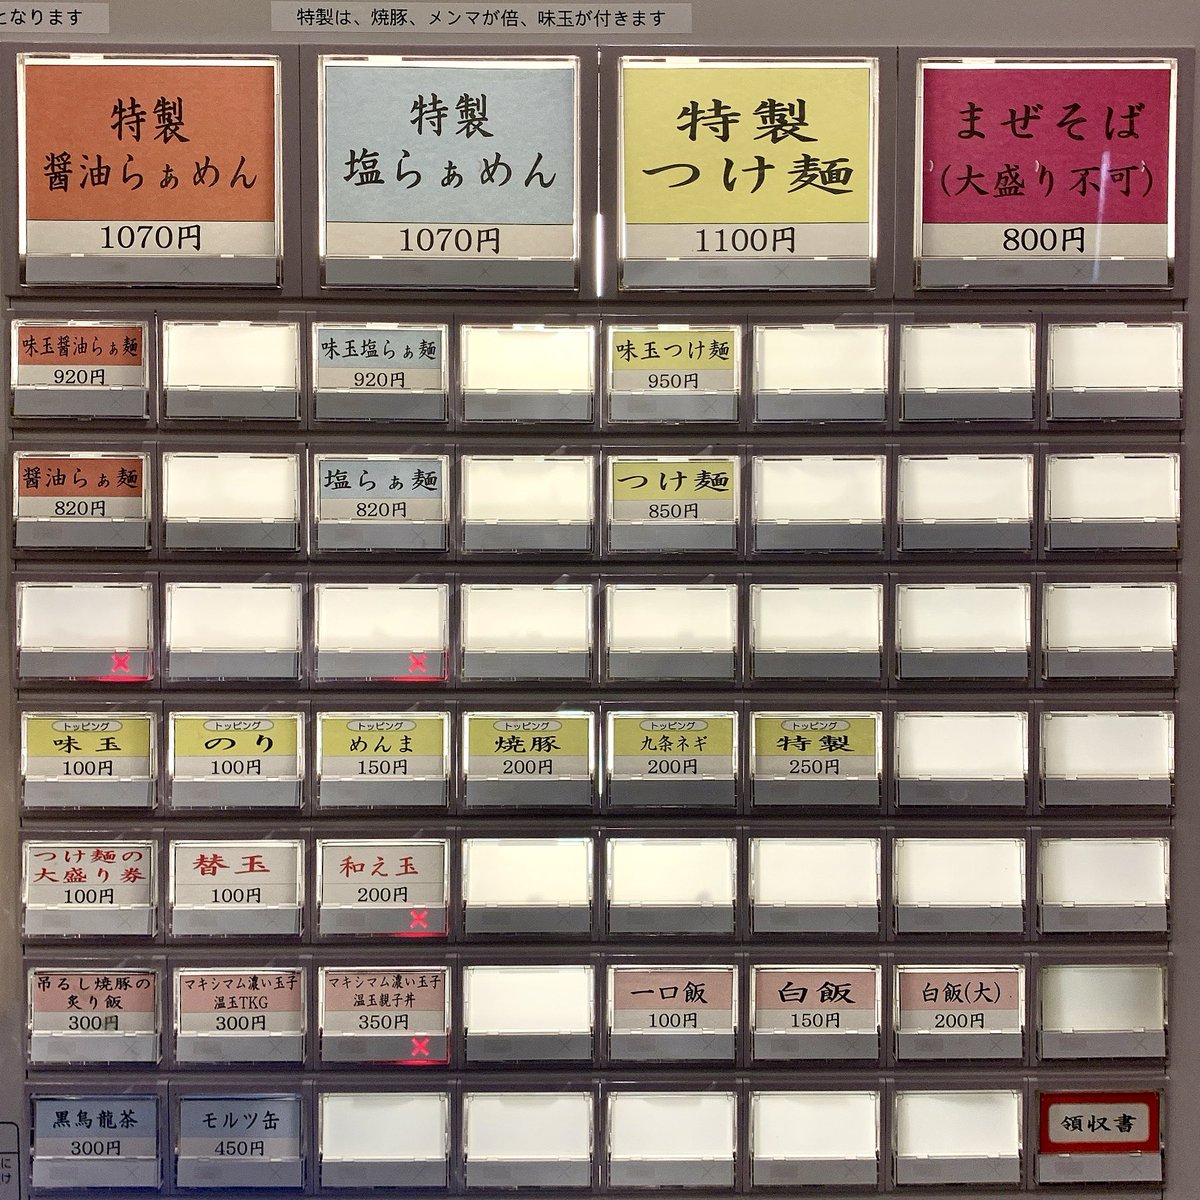 となります
特製は、焼豚、メンマが倍、味玉が付きます
特製
醤油らぁめん
1070円
特製
塩らぁめん
1070円
特製
つけ麺
1100円
まぜそば
(大盛り不可)
800円
味玉醤油らぁ麺
920円
味玉塩らぁ麺
920円
味玉つけ麺
950円
醤油らぁ麺
820円
塩らぁ麺
820円
つけ麺
850円
トッピング
味玉
100円
トッピング
のり
100円
トッピング
めんま
150円
トッピング
焼豚
200円
トッピング
九条ネギ
200円
トッピング
特製
250円
つけ麺の
大盛り券
100円
替玉
100円
和え玉
200円
吊るし焼豚の
炙り飯
300円
マキシマム濃い玉子
温玉TKG
300円
マキシマム濃い玉子
温玉親子丼
350円
一口飯
100円
白飯
150円
白飯(大)
200円
黒烏龍茶
300円
モルツ缶
450円
領収書
に
け